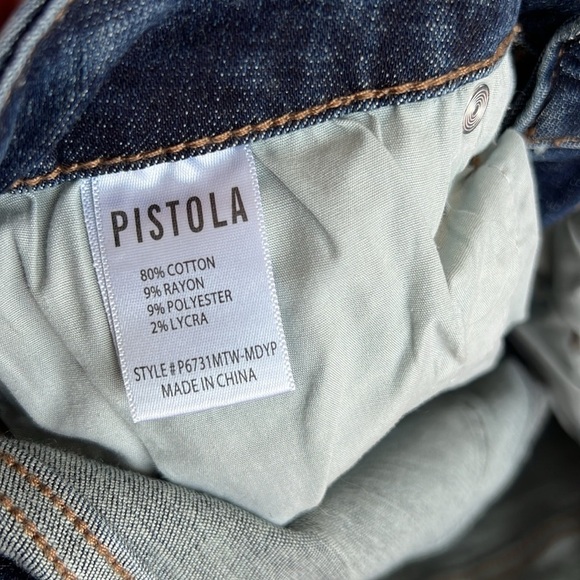 PISTOLA
80% COTTON
9% RAYON
9% POLYESTER
2% LYCRA
STYLE # P6731MTW-MDYP
MADE IN CHINA